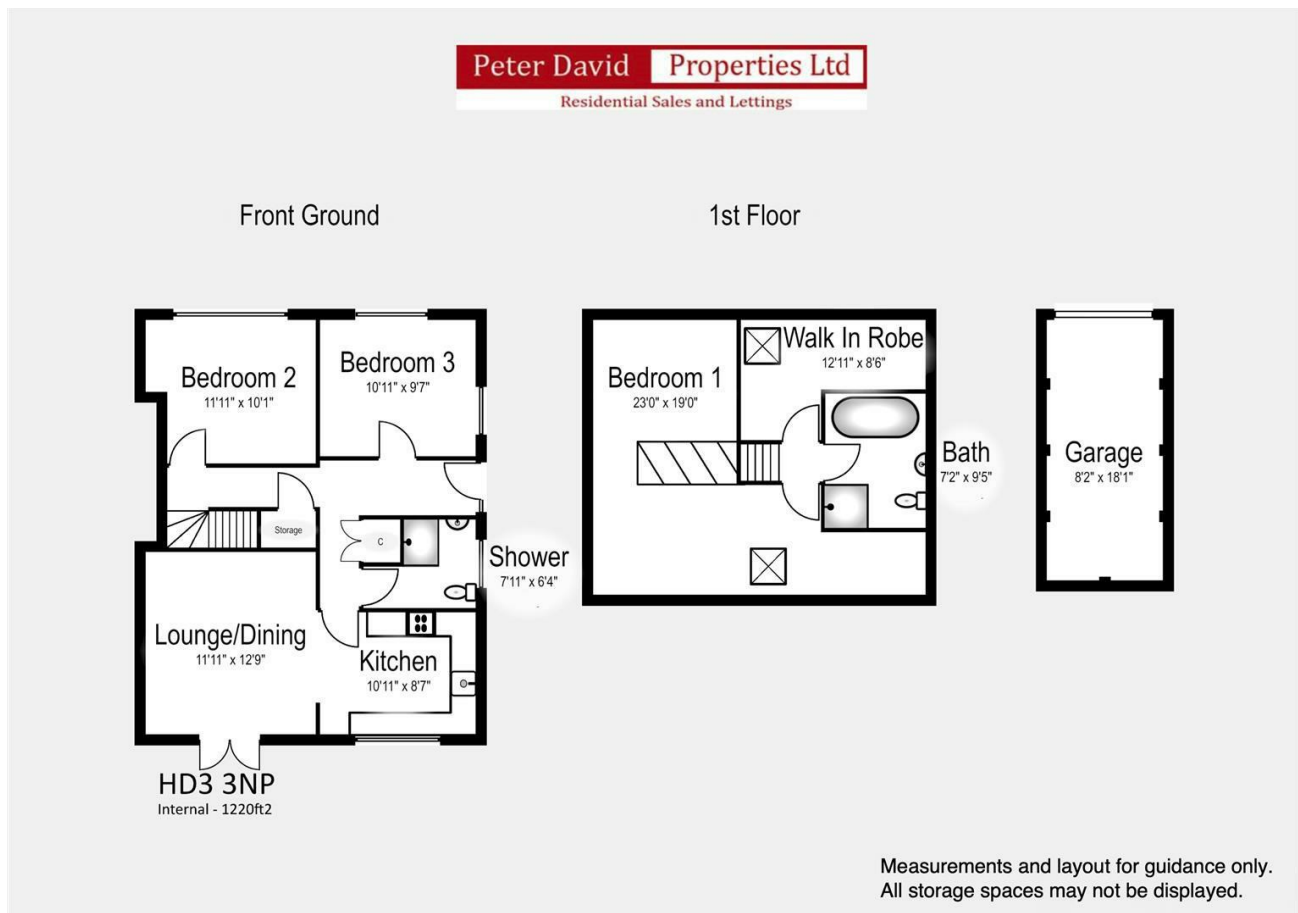 Peter David Properties Ltd
Residential Sales and Lettings
Front Ground
1st Floor
Bedroom 2
11'11" x 10'1"
Bedroom 3
10'11" x 9'7"
Storage
C
Shower
7'11" x 6'4"
Lounge/Dining
11'11" x 12'9"
Kitchen
10'11" x 8'7"
Bedroom 1
23'0" x 19'0"
Walk In Robe
12'11" x 8'6"
Bath
7'2" x 9'5"
Garage
8'2" x 18'1"
HD3 3NP
Internal - 1220ft2
Measurements and layout for guidance only.
All storage spaces may not be displayed.